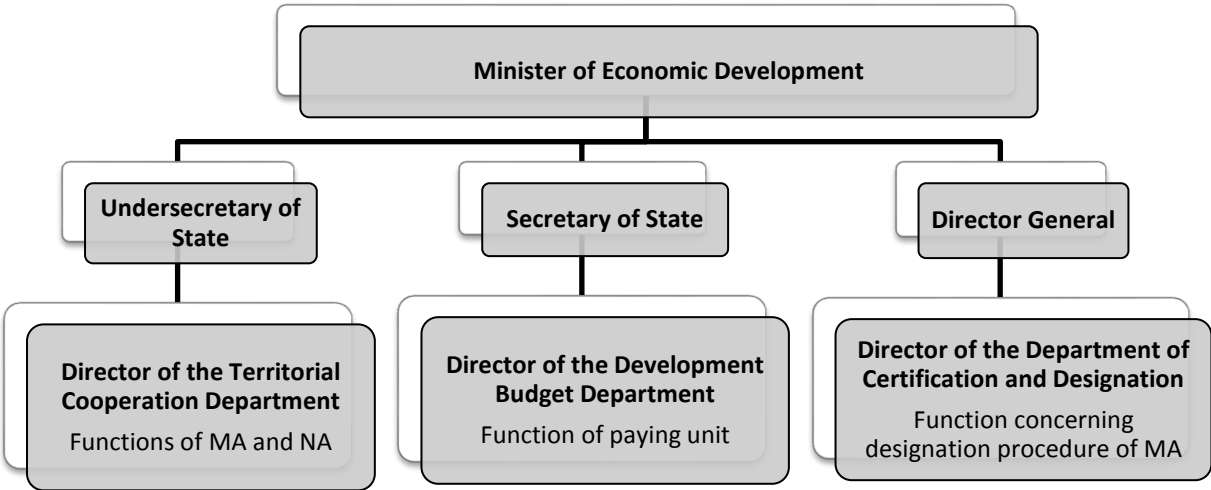 Minister of Economic Development
Undersecretary of
State
Secretary of State
Director General
Director of the Territorial
Cooperation Department
Functions of MA and NA
Director of the Development
Budget Department
Function of paying unit
Director of the Department of
Certification and Designation
Function concerning
designation procedure of MA